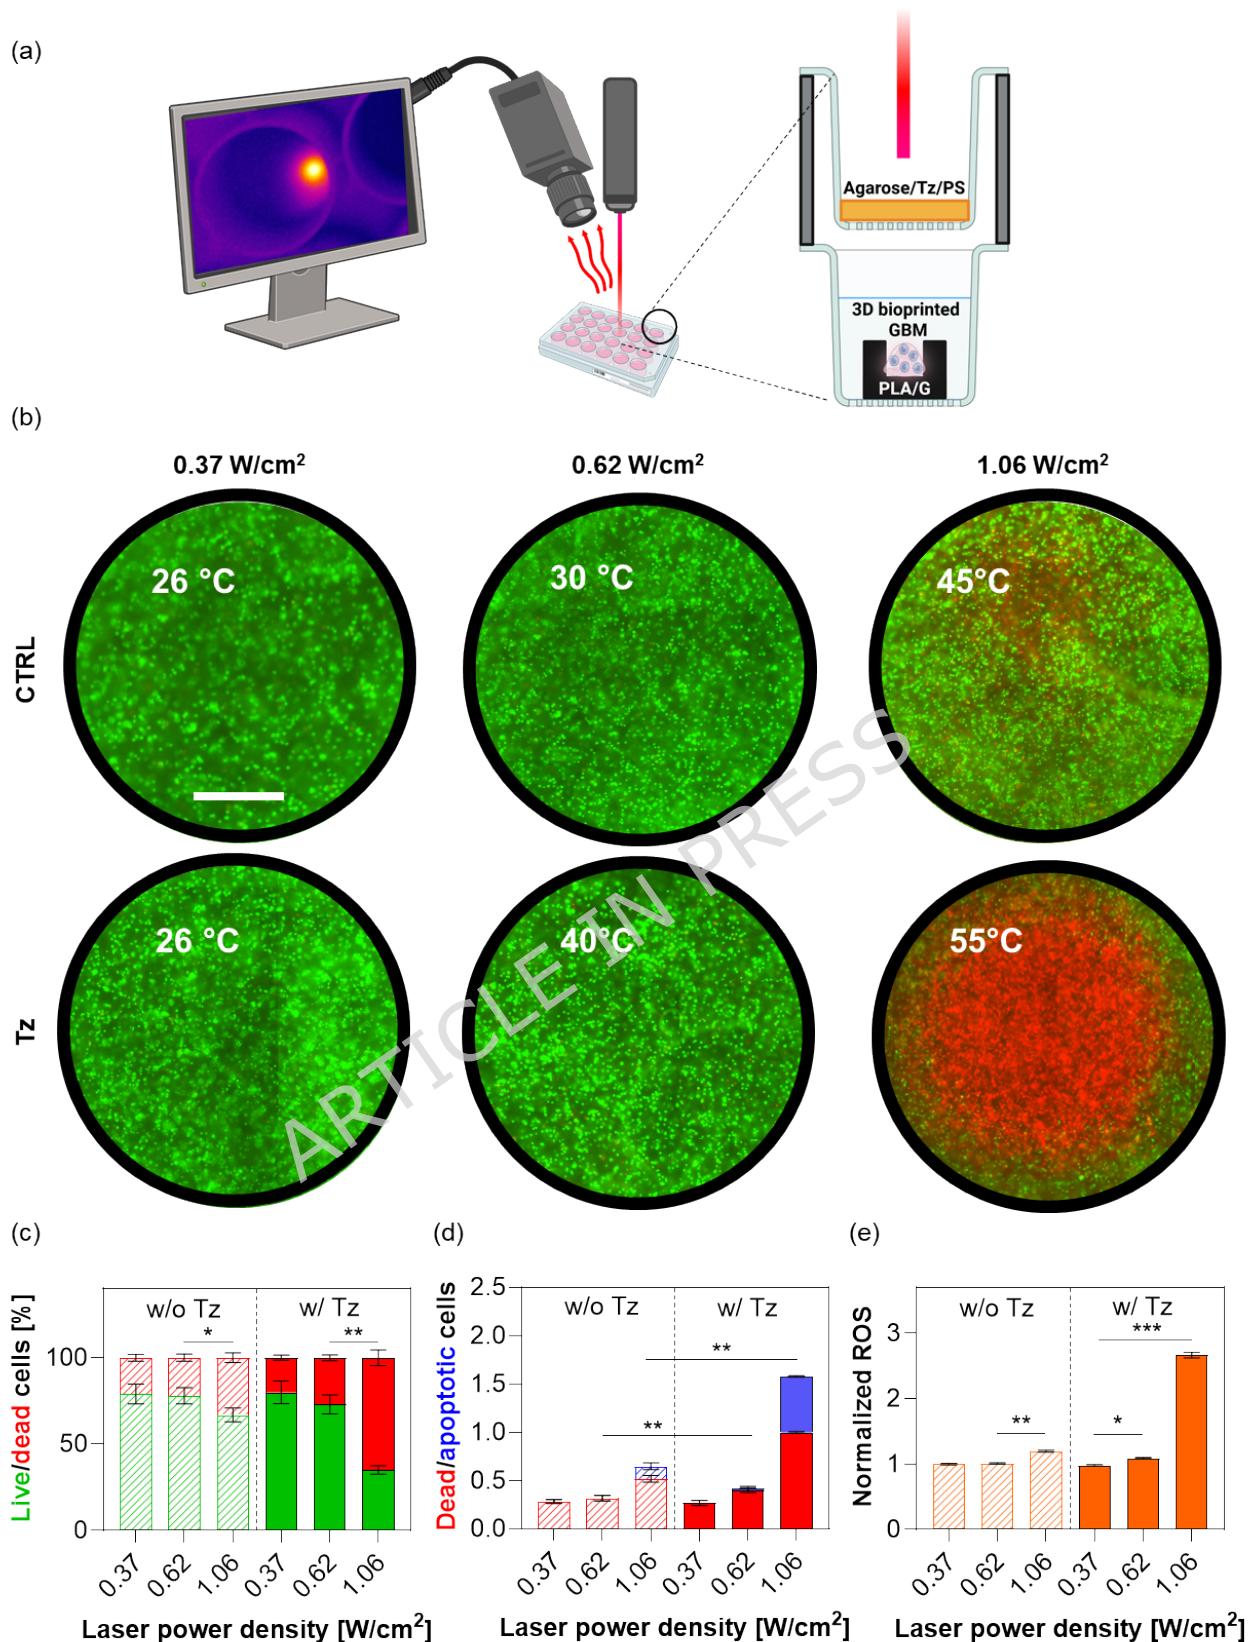 (a)
Agarose/Tz/PS
3D bioprinted
GBM
PLA/G
(b)
0.37 W/cm²
0.62 W/cm²
1.06 W/cm²
CTRL
26 °C
30 °C
45°C
Tz
26 °C
40°C
55°C
ARTICLE IN PRESS
(c)
Live/dead cells [%]
w/o Tz
w/ Tz
*
**
100
50
0
0.37
0.62
1.06
0.37
0.62
1.06
Laser power density [W/cm²]
(d)
Dead/apoptotic cells
2.5
2.0
1.5
1.0
0.5
0.0
w/o Tz
w/ Tz
**
**
0.37
0.62
1.06
0.37
0.62
1.06
Laser power density [W/cm²]
(e)
Normalized ROS
3
2
1
0
w/o Tz
w/ Tz
***
**
*
0.37
0.62
1.06
0.37
0.62
1.06
Laser power density [W/cm²]